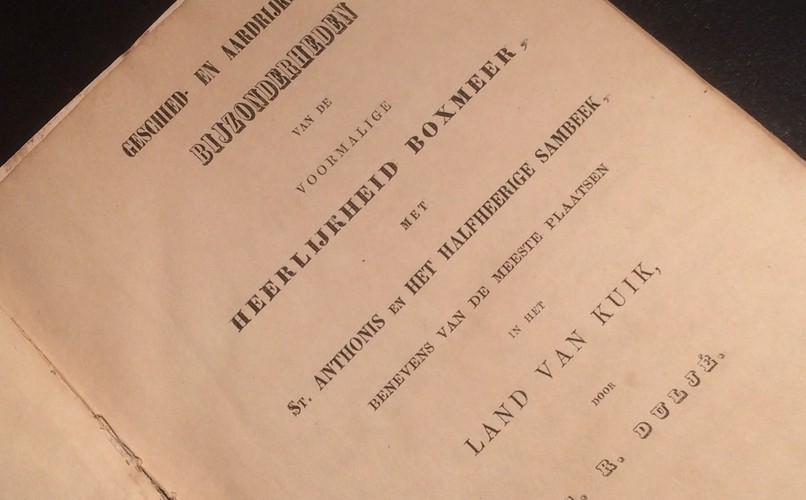 GESCHIED- EN AARDRIJK
BIJZONDERHEDEN
VAN DE
VOORMALIGE
HEERLIJKHEID BOXMEER,
MET
St. ANTHONIS EN HET HALFHEERIGE SAMBEEK,
BENEVENS VAN DE MEESTE PLAATSEN
IN HET
LAND VAN KUIK,
DOOR
R. DULJÉ.